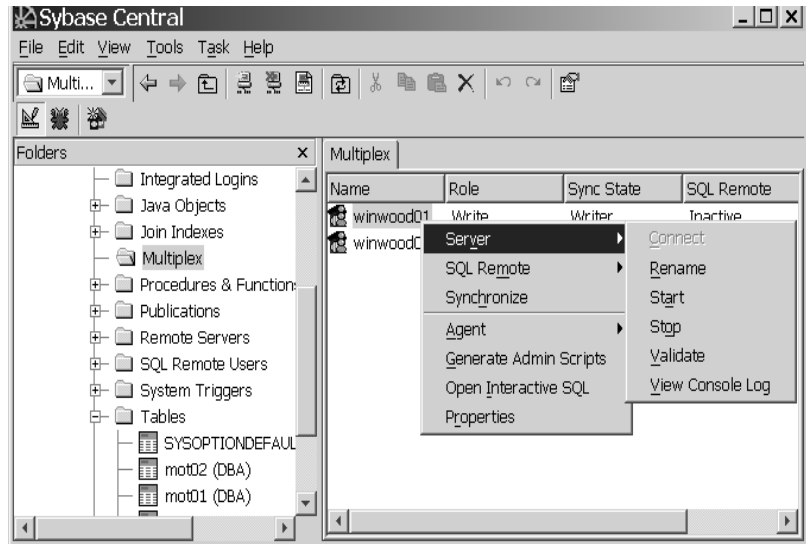 Sybase Central
File Edit View Tools Task Help
Multi...
Folders
Integrated Logins
Java Objects
Join Indexes
Multiplex
Procedures & Function
Publications
Remote Servers
SQL Remote Users
System Triggers
Tables
SYSOPTIONDEFAUL
mot02 (DBA)
mot01 (DBA)
Multiplex
Name Role Sync State SQL Remote
winwood01 Write Writer Inactive
winwood0
Server
SQL Remote
Synchronize
Agent
Generate Admin Scripts
Open Interactive SQL
Properties
Connect
Rename
Start
Stop
Validate
View Console Log